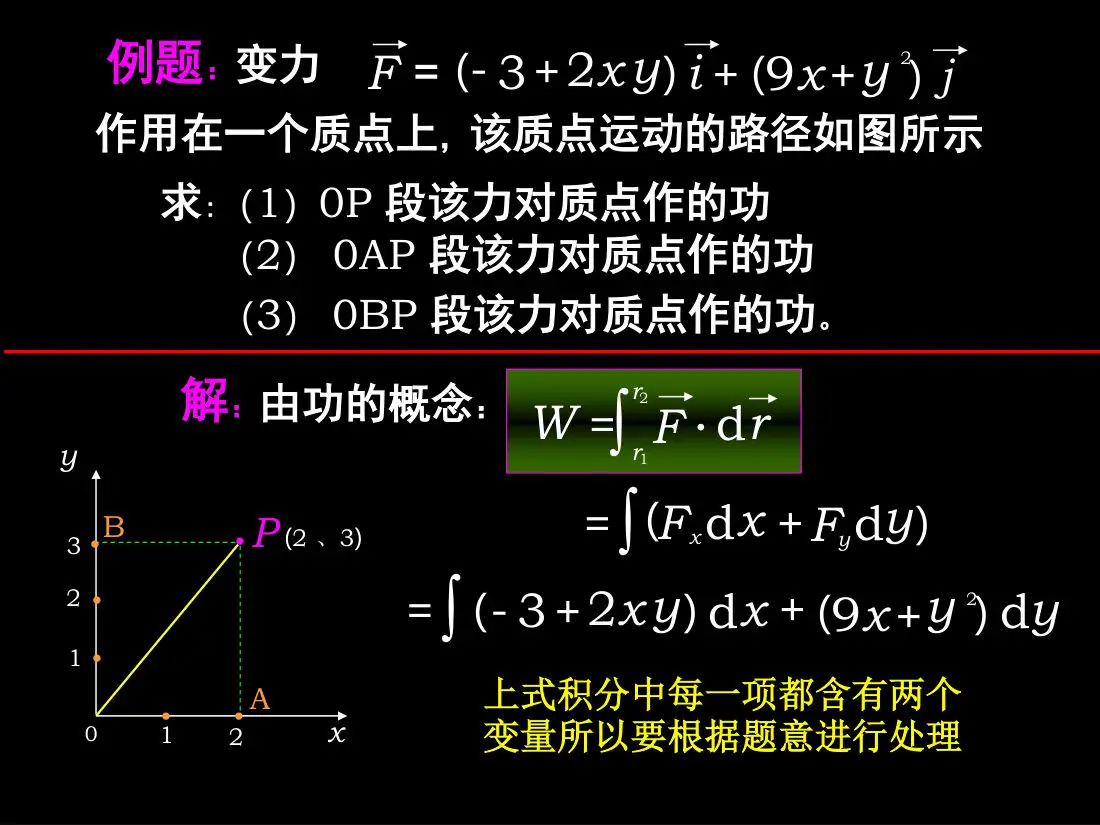 例题：变力 F = (-3+2xy) i + (9x+y²) j
作用在一个质点上, 该质点运动的路径如图所示
求：(1) 0P 段该力对质点作的功
(2) 0AP 段该力对质点作的功
(3) 0BP 段该力对质点作的功。
解：由功的概念：
W = ∫ r₂ r₁ F · dr
= ∫ (Fₓdx + F_y dy)
= ∫ (-3+2xy) dx + (9x+y²) dy
上式积分中每一项都含有两个
变量所以要根据题意进行处理
y
B
P (2、3)
3
2
1
A
0 1 2 x